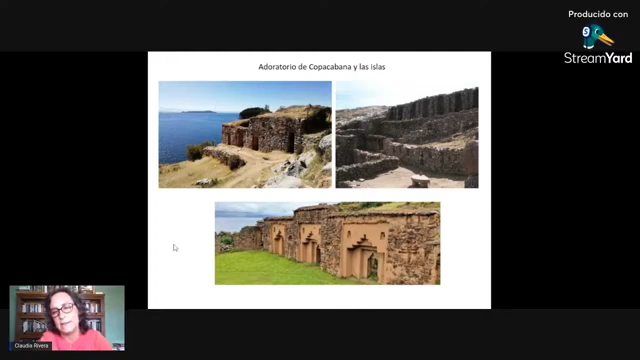 Producido con
StreamYard
Adoratorio de Copacabana y las islas
Claudia Rivera